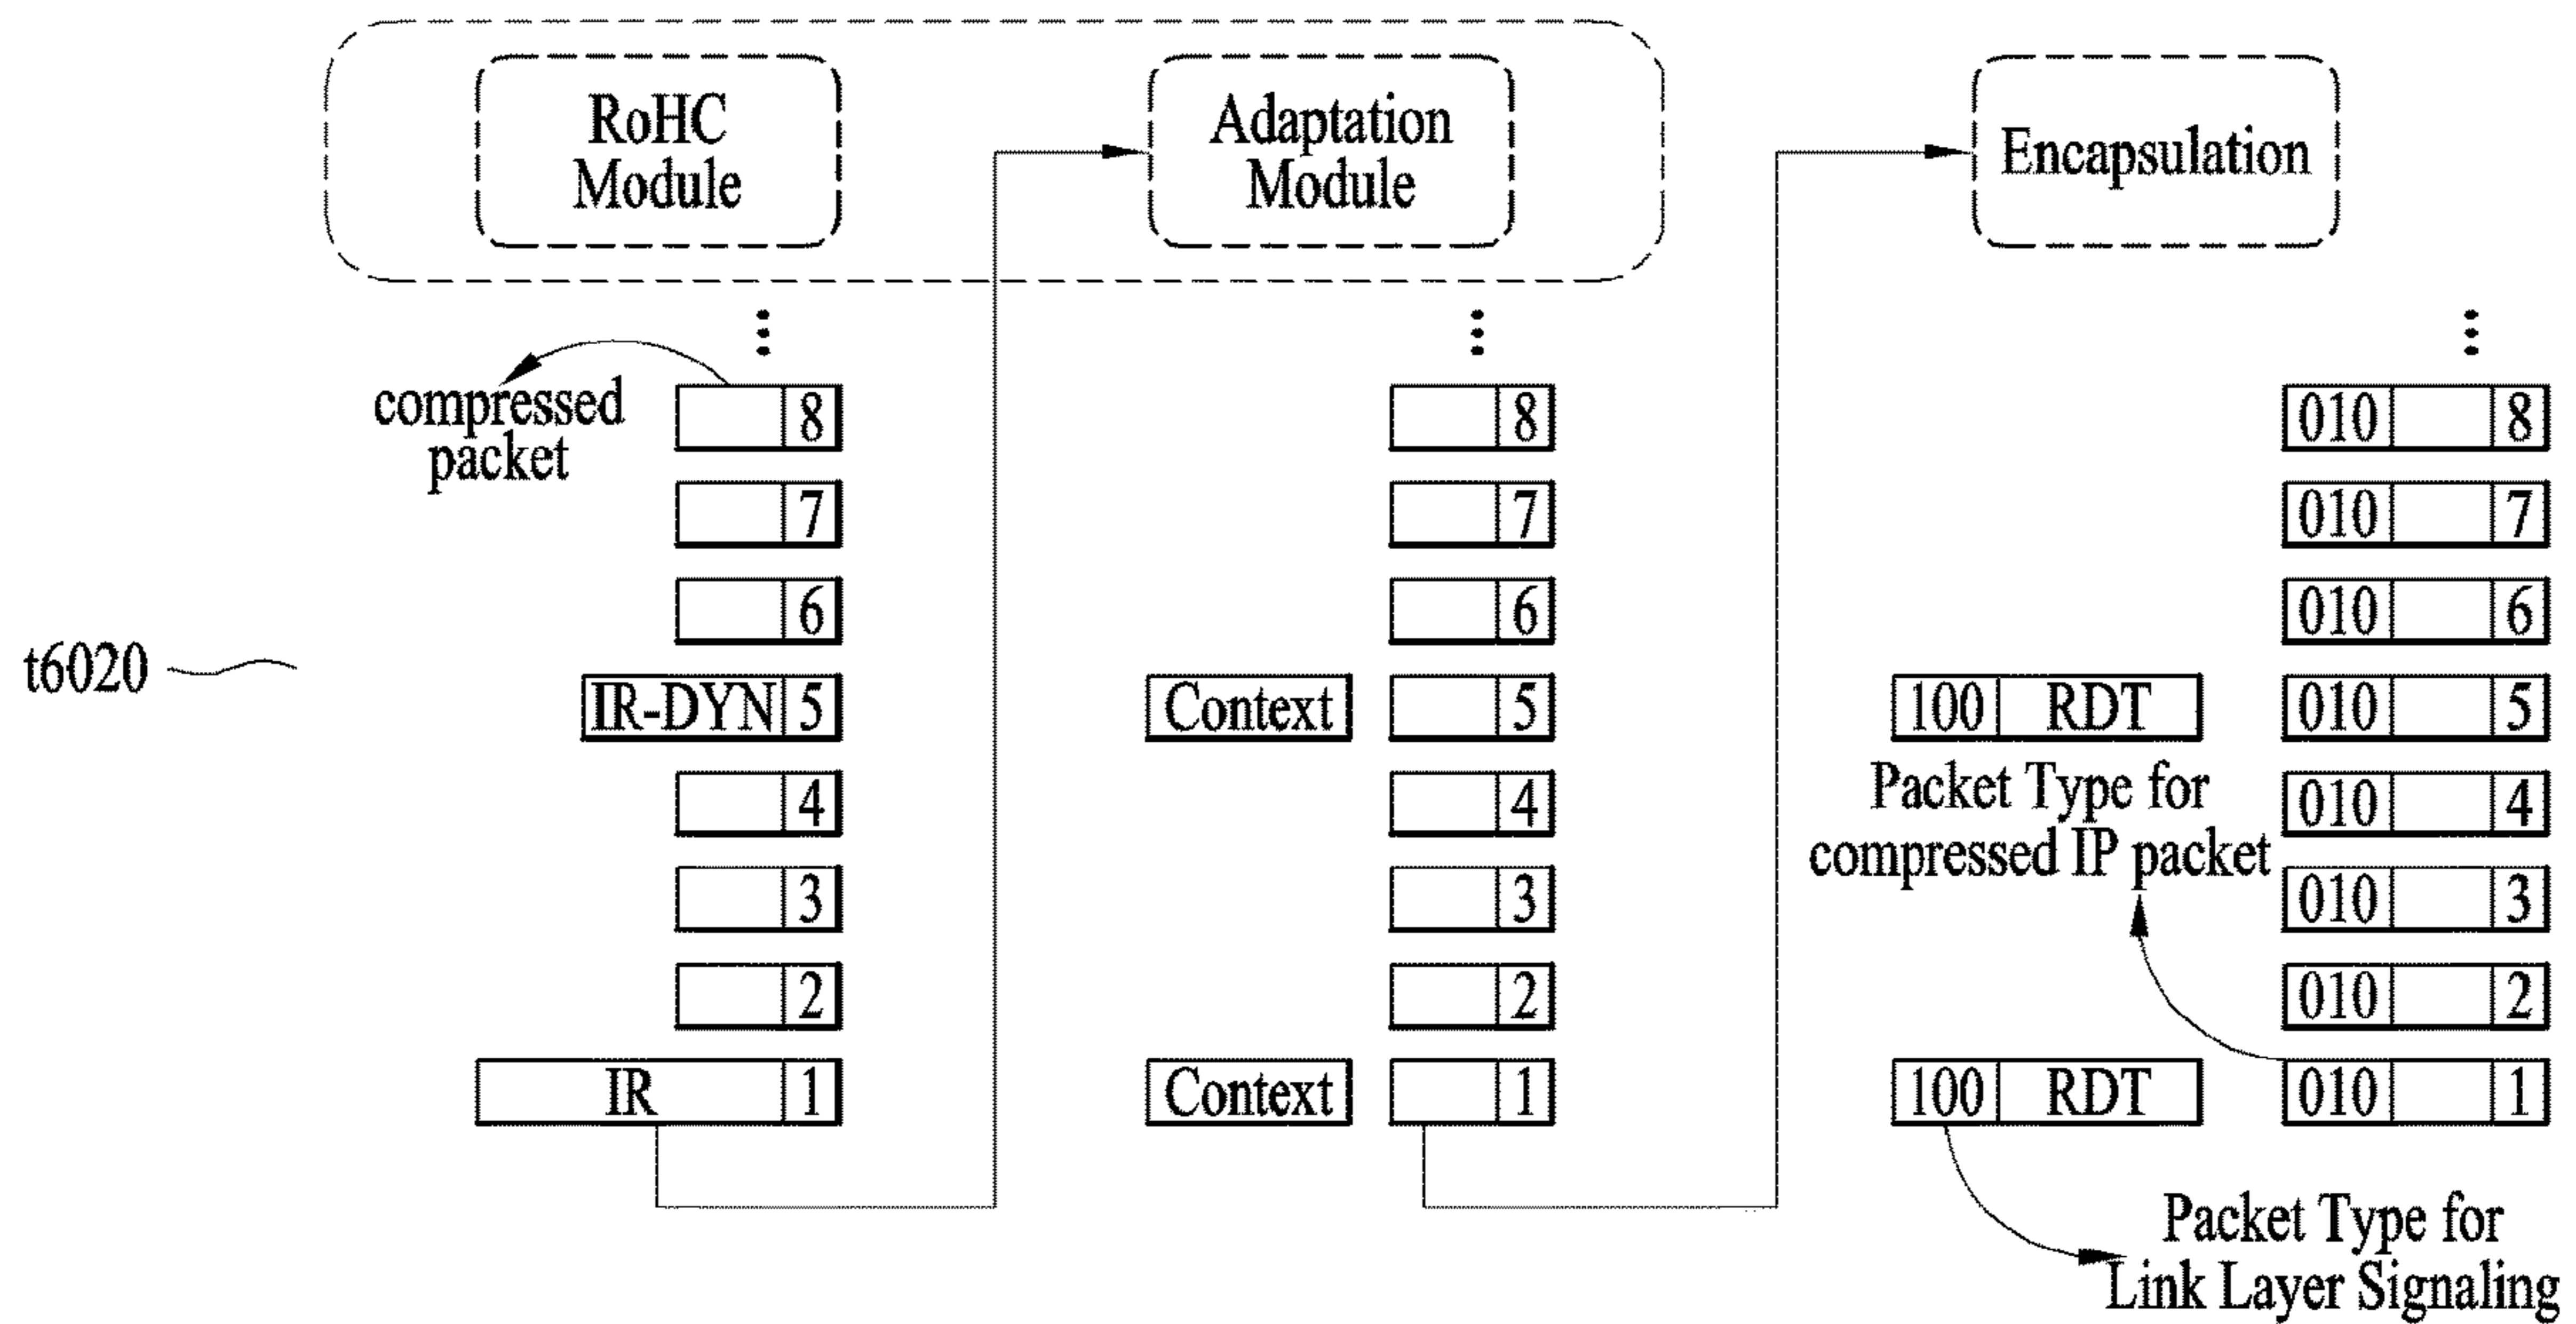 RoHC
Module
Adaptation
Module
Encapsulation
compressed
packet
8
8
010 8
7
7
010 7
6
6
010 6
t6020
IR-DYN 5
Context 5
100 RDT 010 5
4
4
Packet Type for
compressed IP packet
010 4
3
3
010 3
2
2
010 2
IR 1
Context 1
100 RDT 010 1
Packet Type for
Link Layer Signaling